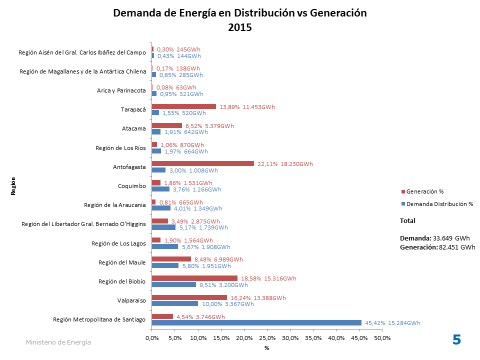 Demanda de Energía en Distribución vs Generación
2015
Región Aisén del Gral. Carlos Ibáñez del Campo
0,30% 245GWh
0,43% 144GWh
Región de Magallanes y de la Antártica Chilena
0,17% 138GWh
0,85% 285GWh
Arica y Parinacota
0,08% 63GWh
0,95% 321GWh
Tarapacá
13,89% 11.453GWh
1,55% 520GWh
Atacama
6,52% 5.379GWh
1,91% 642GWh
Región de Los Ríos
1,06% 870GWh
1,97% 664GWh
Antofagasta
22,11% 18.230GWh
3,00% 1.008GWh
Coquimbo
1,86% 1.531GWh
3,76% 1.266GWh
Región de la Araucanía
0,81% 665GWh
4,01% 1.349GWh
Región del Libertador Gral. Bernado O'Higgins
3,49% 2.875GWh
5,17% 1.739GWh
Región de Los Lagos
1,90% 1.564GWh
5,67% 1.908GWh
Región del Maule
8,48% 6.989GWh
5,80% 1.951GWh
Región del Biobío
18,58% 15.316GWh
9,51% 3.200GWh
Valparaíso
16,24% 13.388GWh
10,00% 3.367GWh
Región Metropolitana de Santiago
4,54% 3.746GWh
45,42% 15.284GWh
Región
0,0% 5,0% 10,0% 15,0% 20,0% 25,0% 30,0% 35,0% 40,0% 45,0% 50,0%
%
Generación %
Demanda Distribución %
Total
Demanda: 33.649 GWh
Generación: 82.451 GWh
Ministerio de Energía
5